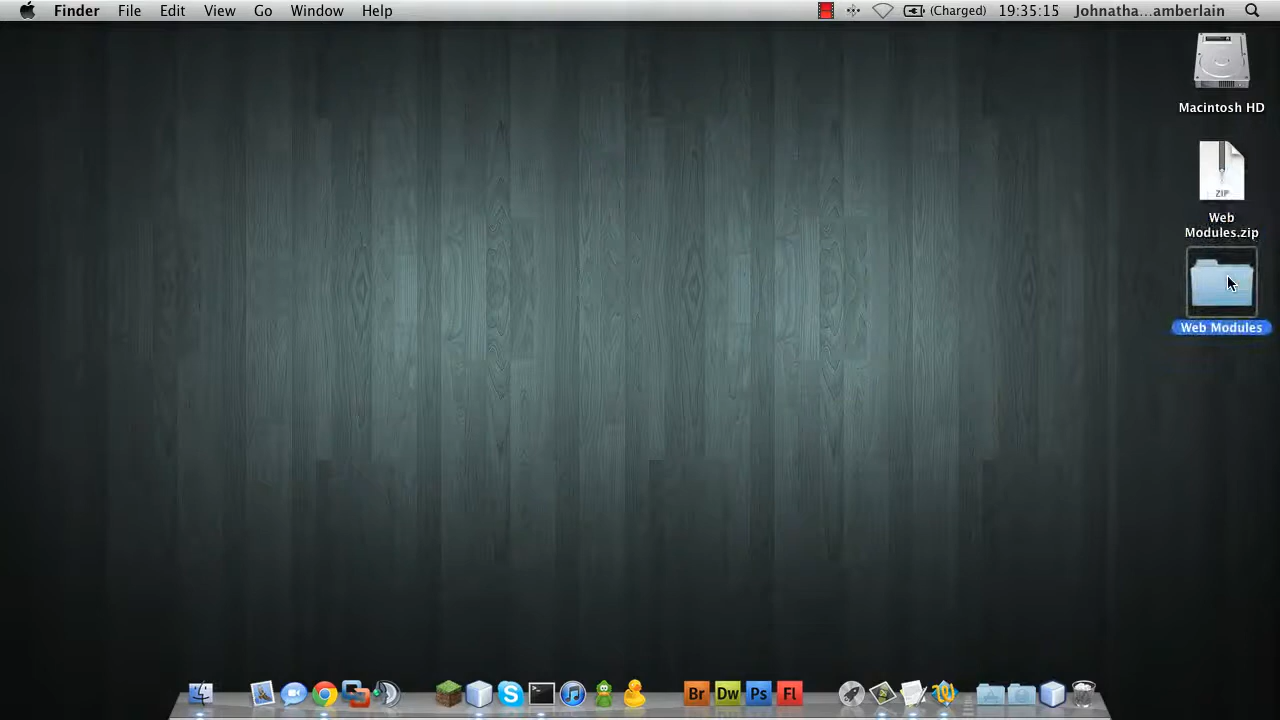 Finder File Edit View Go Window Help (Charged) 19:35:15 Johnatha...amberlain
Macintosh HD
ZIP
Web
Modules.zip
Web Modules
Br Dw Ps Fl